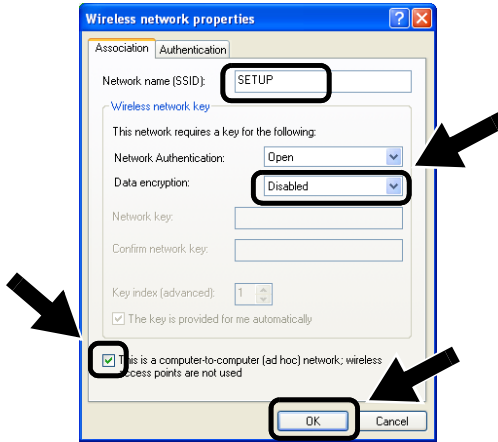 Wireless network properties
Association Authentication
Network name (SSID): SETUP
Wireless network key
This network requires a key for the following:
Network Authentication: Open
Data encryption: Disabled
Network key:
Confirm network key:
Key index (advanced): 1
The key is provided for me automatically
This is a computer-to-computer (ad hoc) network; wireless
access points are not used
OK Cancel